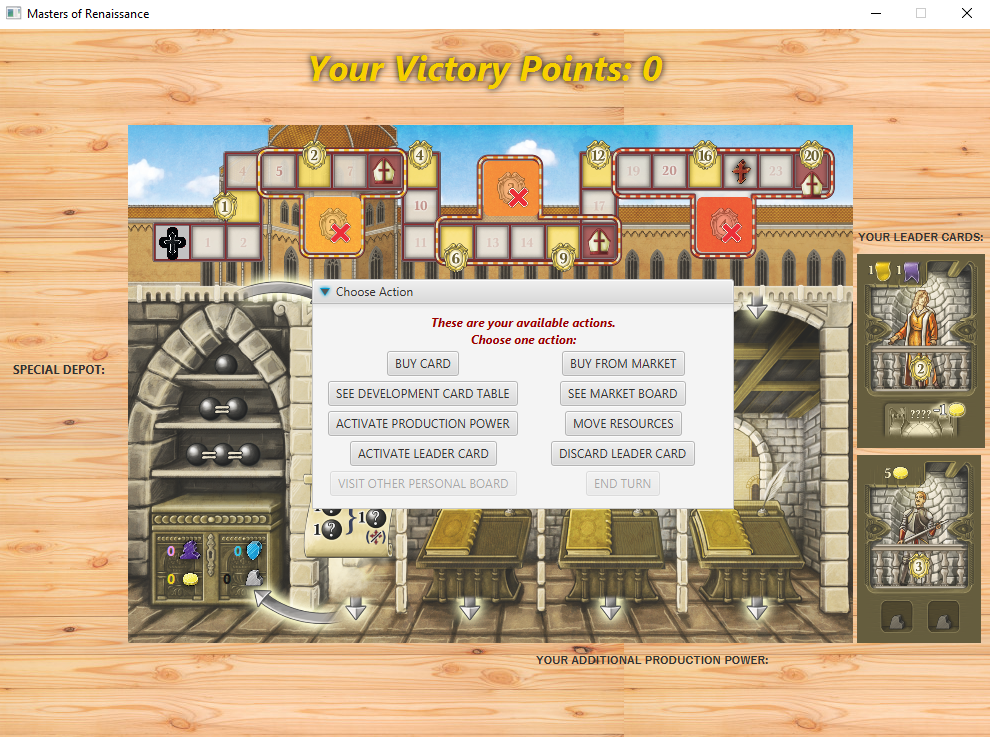 Masters of Renaissance
Your Victory Points: 0
2 4 12 16 20
4 5 7 19 20 23
1 10 17
1 2 11 13 14
6 9
YOUR LEADER CARDS:
1 1
2
???? -1
5
3
Choose Action
These are your available actions.
Choose one action:
BUY CARD BUY FROM MARKET
SEE DEVELOPMENT CARD TABLE SEE MARKET BOARD
ACTIVATE PRODUCTION POWER MOVE RESOURCES
ACTIVATE LEADER CARD DISCARD LEADER CARD
VISIT OTHER PERSONAL BOARD END TURN
SPECIAL DEPOT:
= 
= =
1 ? } 1 ?
0 0
0 0
YOUR ADDITIONAL PRODUCTION POWER: